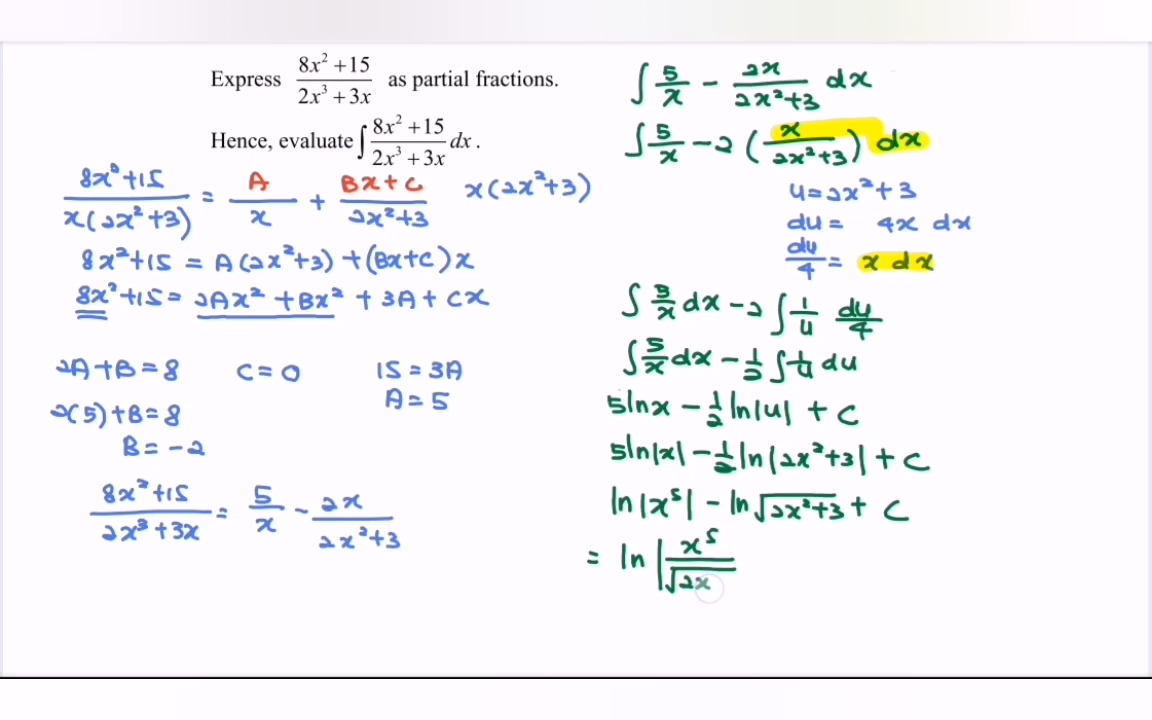 Express (8x² + 15)/(2x³ + 3x) as partial fractions.
Hence, evaluate ∫ (8x² + 15)/(2x³ + 3x) dx .
(8x² + 15)/(x(2x² + 3)) = A/x + (Bx + C)/(2x² + 3)   x(2x² + 3)
8x² + 15 = A(2x² + 3) + (Bx + C)x
8x² + 15 = 2Ax² + Bx² + 3A + Cx
2A + B = 8   C = 0   15 = 3A
A = 5
2(5) + B = 8
B = -2
(8x² + 15)/(2x³ + 3x) = 5/x - 2x/(2x² + 3)
∫ 5/x - 2x/(2x² + 3) dx
∫ 5/x - 2 (x/(2x² + 3)) dx
u = 2x² + 3
du = 4x dx
du/4 = x dx
∫ 5/x dx - 2 ∫ 1/u du/4
∫ 5/x dx - 1/2 ∫ 1/u du
5 ln x - 1/2 ln |u| + C
5 ln |x| - 1/2 ln |2x² + 3| + C
ln |x⁵| - ln √(2x² + 3) + C
= ln | x⁵/√2x